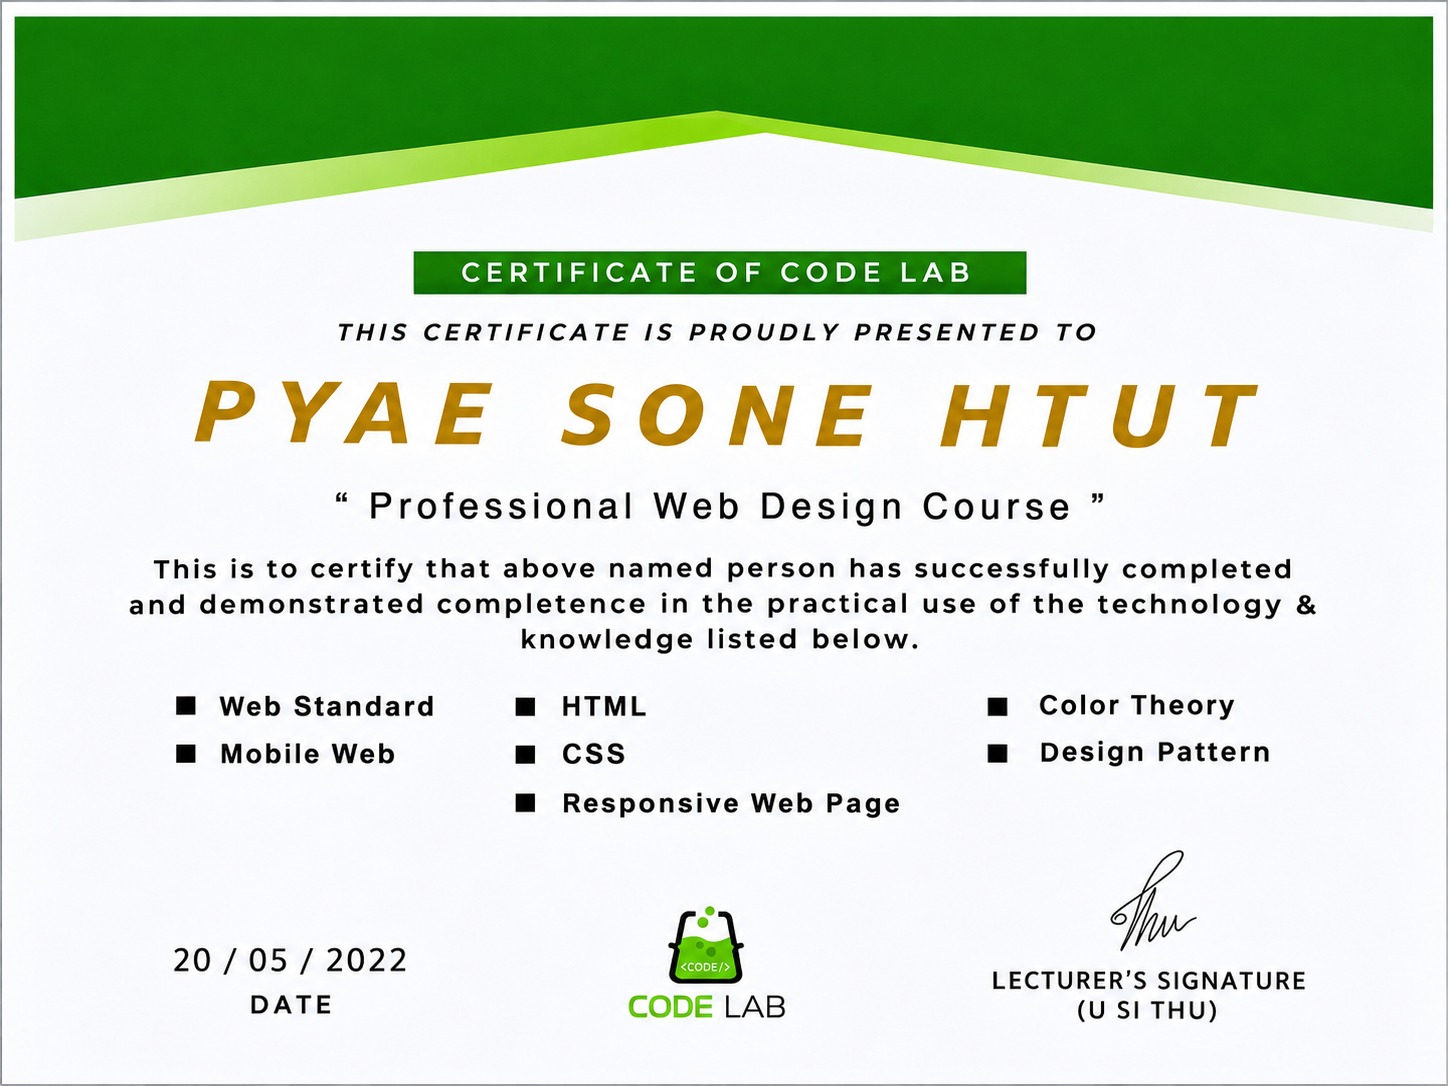 CERTIFICATE OF CODE LAB
THIS CERTIFICATE IS PROUDLY PRESENTED TO
PYAE SONE HTUT
“ Professional Web Design Course ”
This is to certify that above named person has successfully completed
and demonstrated completence in the practical use of the technology &
knowledge listed below.
■ Web Standard
■ Mobile Web
■ HTML
■ CSS
■ Responsive Web Page
■ Color Theory
■ Design Pattern
20 / 05 / 2022
DATE
<CODE/>
CODE LAB
Thu
LECTURER’S SIGNATURE
(U SI THU)